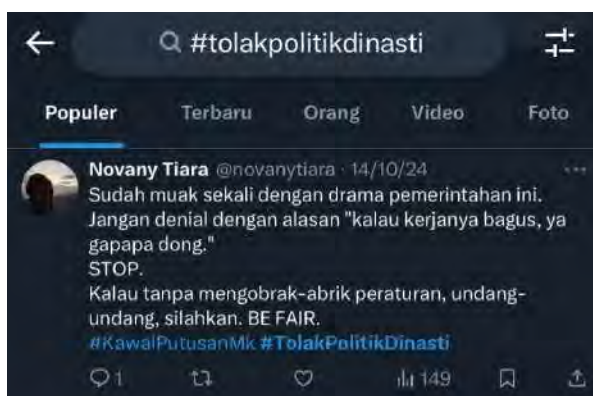 #tolakpolitikdinasti
Populer Terbaru Orang Video Foto
Novany Tiara @novanytiara · 14/10/24
Sudah muak sekali dengan drama pemerintahan ini.
Jangan denial dengan alasan "kalau kerjanya bagus, ya
gapapa dong."
STOP.
Kalau tanpa mengobrak-abrik peraturan, undang-
undang, silahkan. BE FAIR.
#KawalPutusanMk #TolakPolitikDinasti
1 149